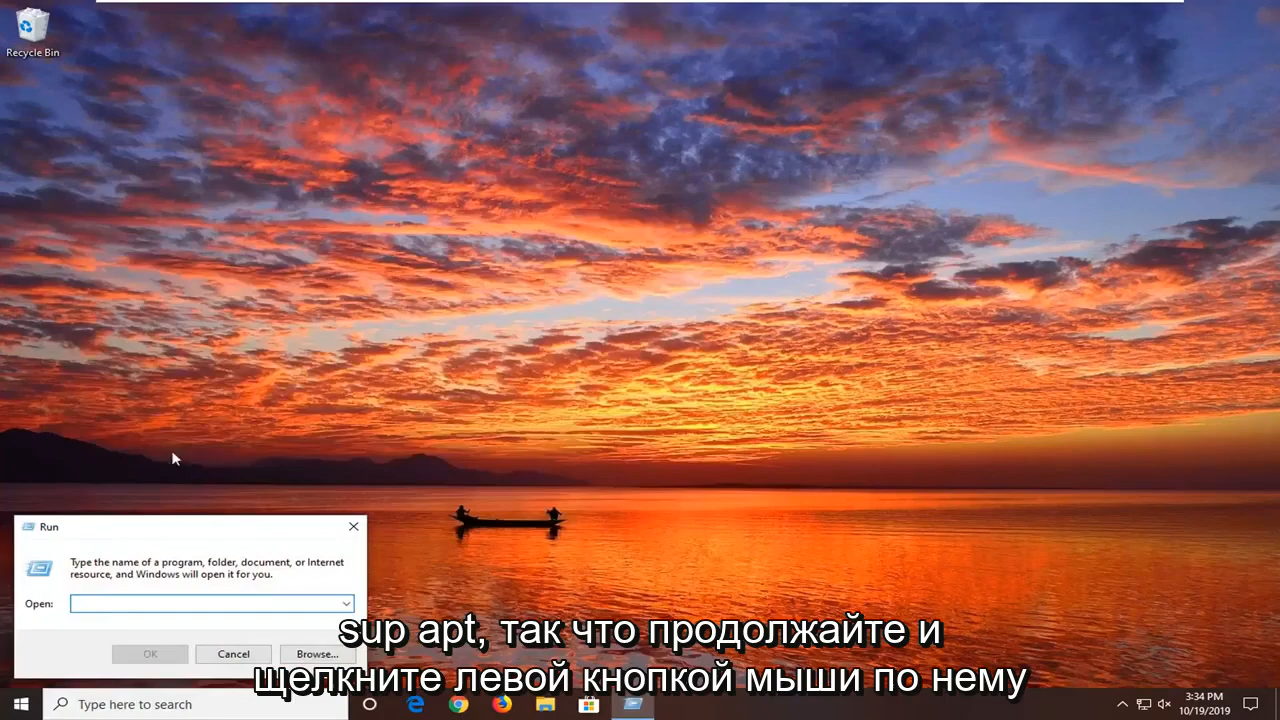 Recycle Bin
Run
Type the name of a program, folder, document, or Internet
resource, and Windows will open it for you.
Open:
OK
Cancel
Browse...
sup apt, так что продолжайте и
щелкните левой кнопкой мыши по нему
Type here to search
3:34 PM
10/19/2019